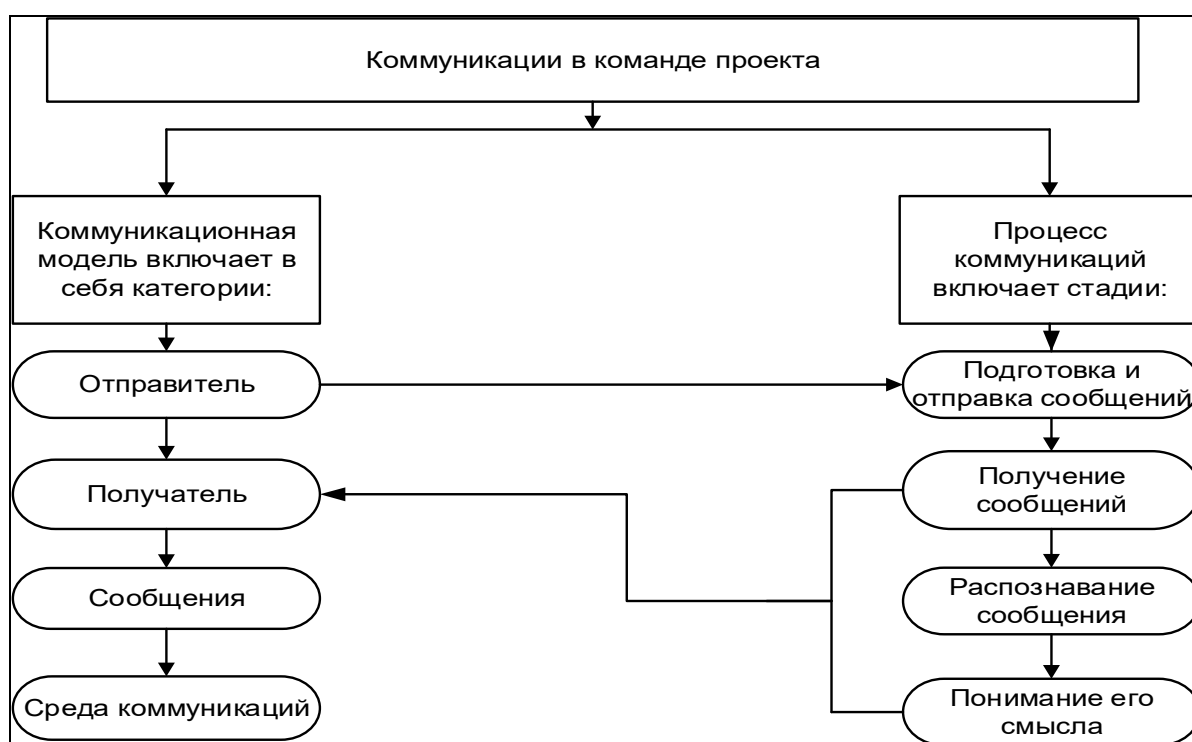 Коммуникации в команде проекта
Коммуникационная
модель включает в
себя категории:
Отправитель
Получатель
Сообщения
Среда коммуникаций
Процесс
коммуникаций
включает стадии:
Подготовка и
отправка сообщений
Получение
сообщений
Распознавание
сообщения
Понимание его
смысла